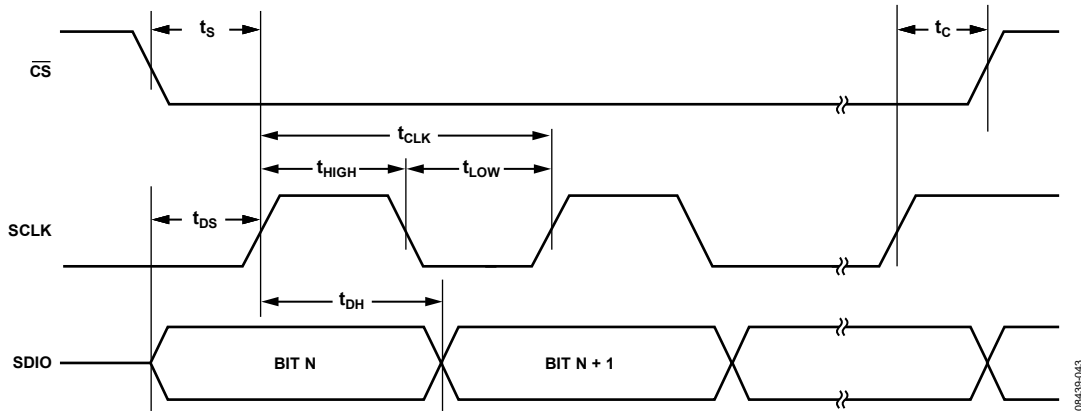 tS
tC
CS
tCLK
tHIGH
tLOW
tDS
SCLK
tDH
SDIO
BIT N
BIT N + 1
08439-043